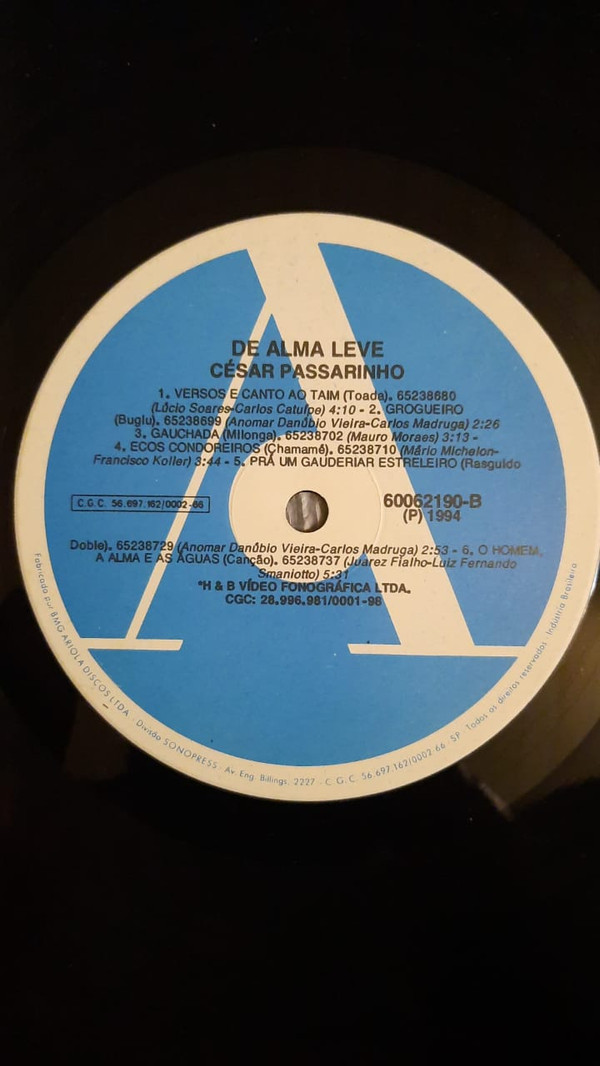 DE ALMA LEVE
CÉSAR PASSARINHO
1. VERSOS E CANTO AO TAIM (Toada). 65238680
(Lúcio Soares-Carlos Catuípe) 4:10 - 2. GROGUEIRO
(Buglu). 65238699 (Anomar Danúbio Vieira-Carlos Madruga) 2:26
3. GAUCHADA (Milonga). 65238702 (Mauro Moraes) 3:13 -
4. ECOS CONDOREIROS (Chamamé). 65238710 (Mário Michelon-
Francisco Koller) 3:44 - 5. PRÁ UM GAUDERIAR ESTRELEIRO (Rasguido
C.G.C. 56.697.162/0002-66
60062190-B
(P) 1994
Doble). 65238729 (Anomar Danúbio Vieira-Carlos Madruga) 2:53 - 6. O HOMEM,
A ALMA E AS ÁGUAS (Canção). 65238737 (Juarez Fialho-Luiz Fernando
Smaniotto) 5:31
*H & B VÍDEO FONOGRÁFICA LTDA.
CGC: 28.996.981/0001-98
Fabricado por BMG ARIOLA DISCOS LTDA - Divisão SONOPRESS - Av. Eng. Billings, 2227 - C.G.C. 56.697.162/0002-66 - SP - Todos os direitos reservados - Indústria Brasileira